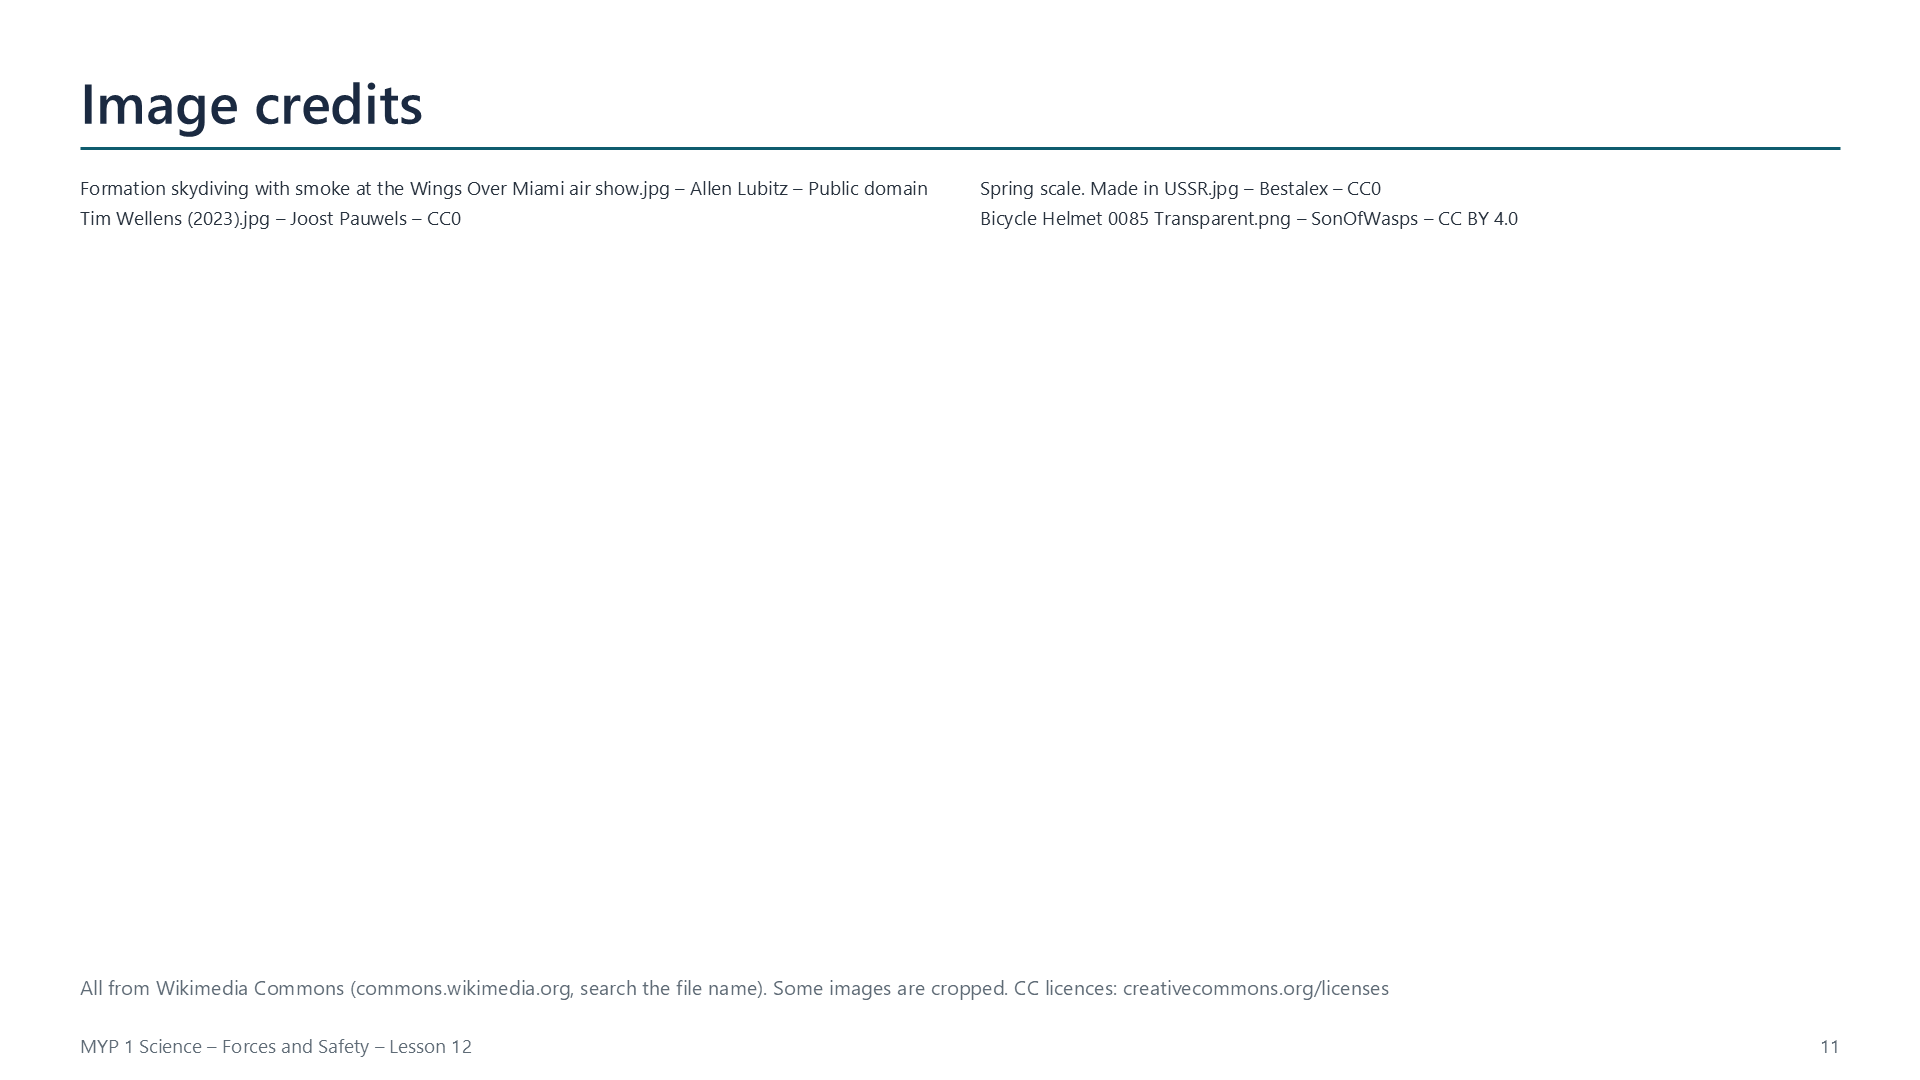 Image credits
Formation skydiving with smoke at the Wings Over Miami air show.jpg – Allen Lubitz – Public domain
Tim Wellens (2023).jpg – Joost Pauwels – CC0
Spring scale. Made in USSR.jpg – Bestalex – CC0
Bicycle Helmet 0085 Transparent.png – SonOfWasps – CC BY 4.0
All from Wikimedia Commons (commons.wikimedia.org, search the file name). Some images are cropped. CC licences: creativecommons.org/licenses
MYP 1 Science – Forces and Safety – Lesson 12
11